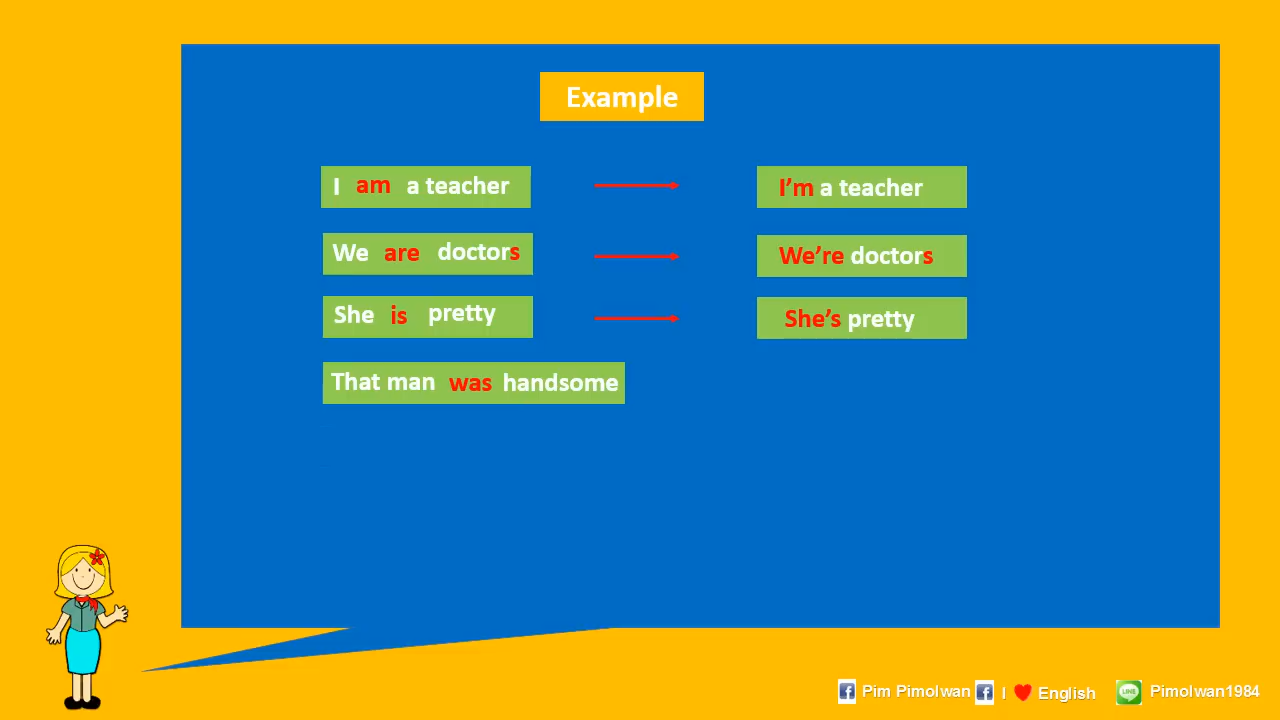 Example
I am a teacher
I’m a teacher
We are doctors
We’re doctors
She is pretty
She’s pretty
That man was handsome
Pim Pimolwan I English LINE Pimolwan1984